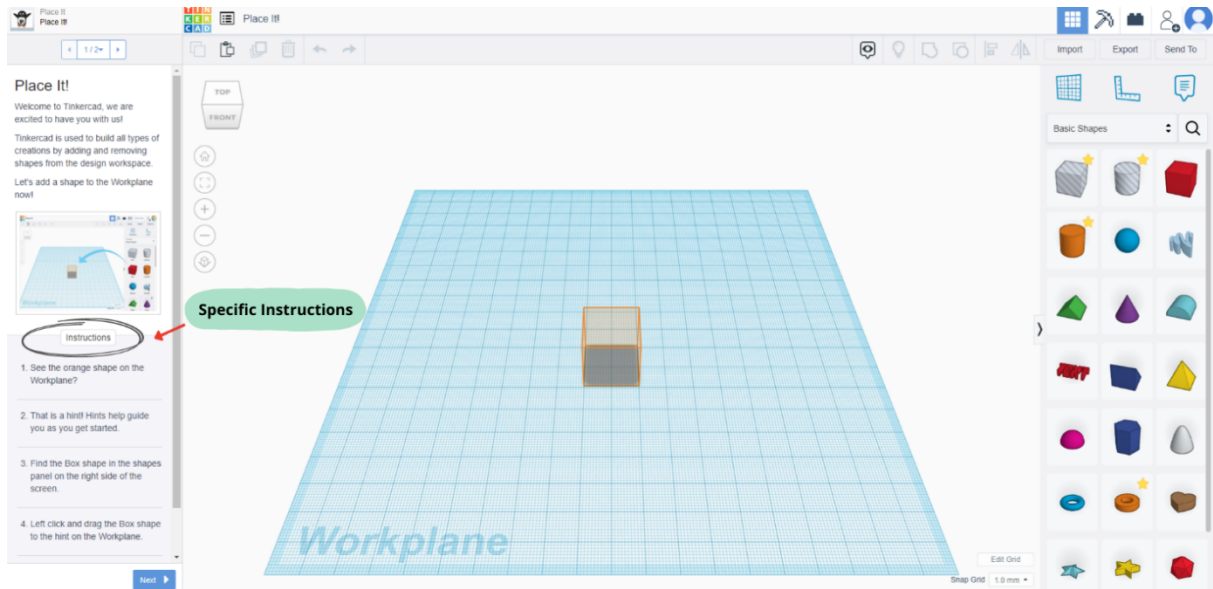 Place It
Place It!
TIN
KER
CAD
Place It!
1/2
Import
Export
Send To
Place It!
Welcome to Tinkercad, we are
excited to have you with us!
Tinkercad is used to build all types of
creations by adding and removing
shapes from the design workspace.
Let's add a shape to the Workplane
now!
Workplane
Instructions
1. See the orange shape on the
Workplane?
2. That is a hint! Hints help guide
you as you get started.
3. Find the Box shape in the shapes
panel on the right side of the
screen.
4. Left click and drag the Box shape
to the hint on the Workplane.
Next
Specific Instructions
TOP
FRONT
Workplane
Edit Grid
Snap Grid 1.0 mm
Basic Shapes
TEXT